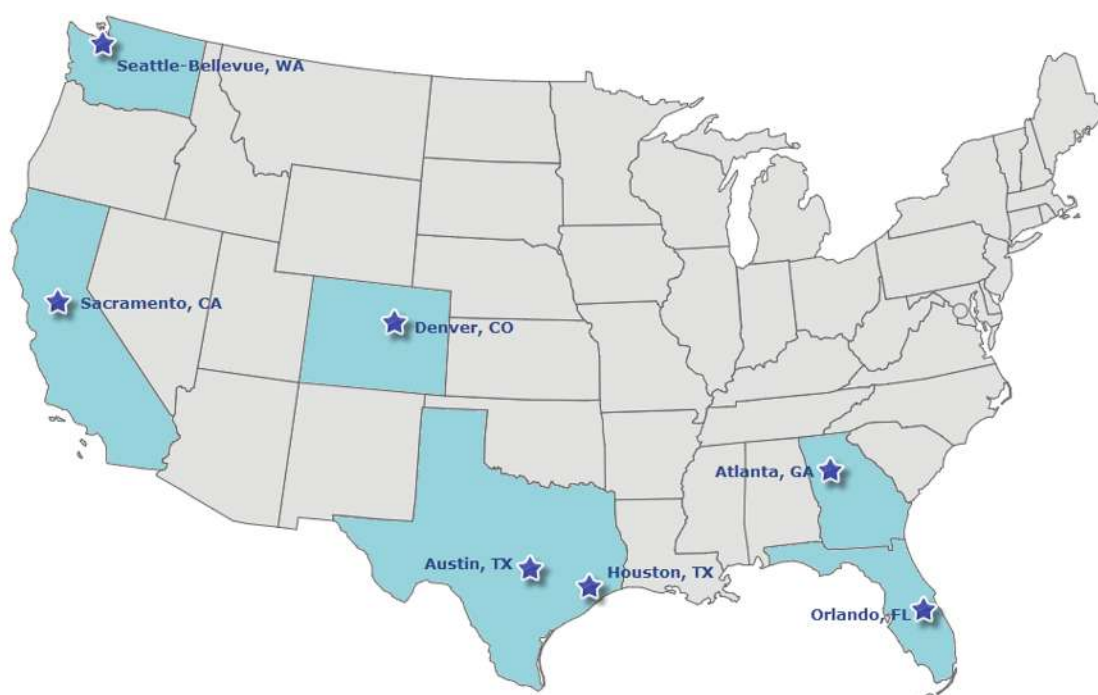 Seattle-Bellevue, WA
Sacramento, CA
Denver, CO
Atlanta, GA
Austin, TX
Houston, TX
Orlando, FL